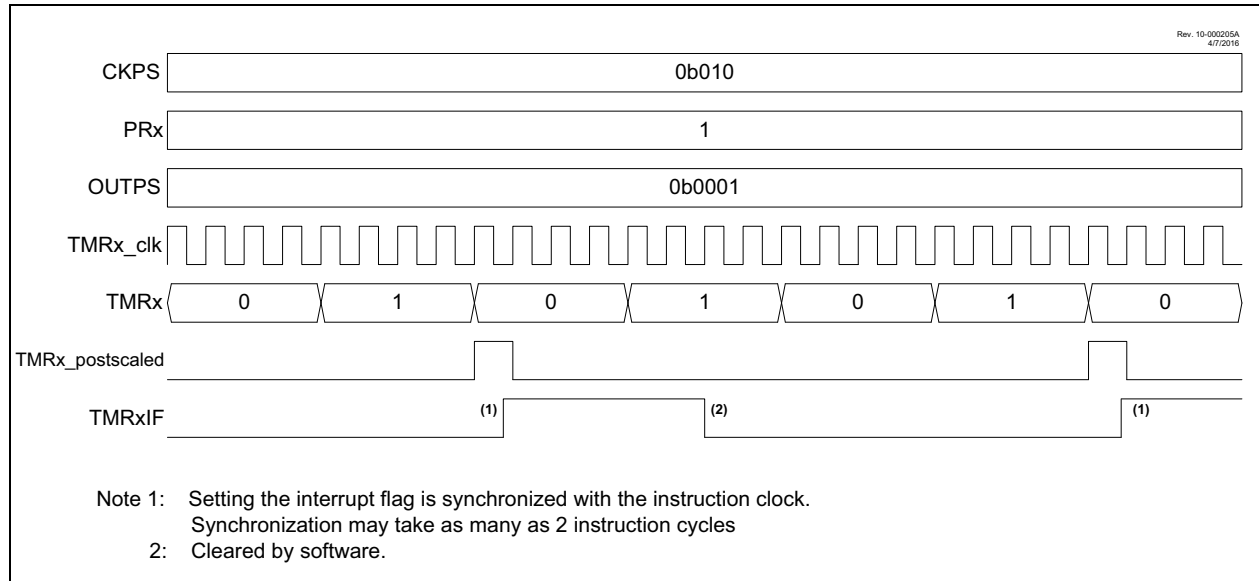 Rev. 10-000205A
4/7/2016
CKPS 0b010
PRx 1
OUTPS 0b0001
TMRx_clk
TMRx 0 1 0 1 0 1 0
TMRx_postscaled
TMRxIF (1) (2) (1)
Note 1: Setting the interrupt flag is synchronized with the instruction clock.
Synchronization may take as many as 2 instruction cycles
2: Cleared by software.